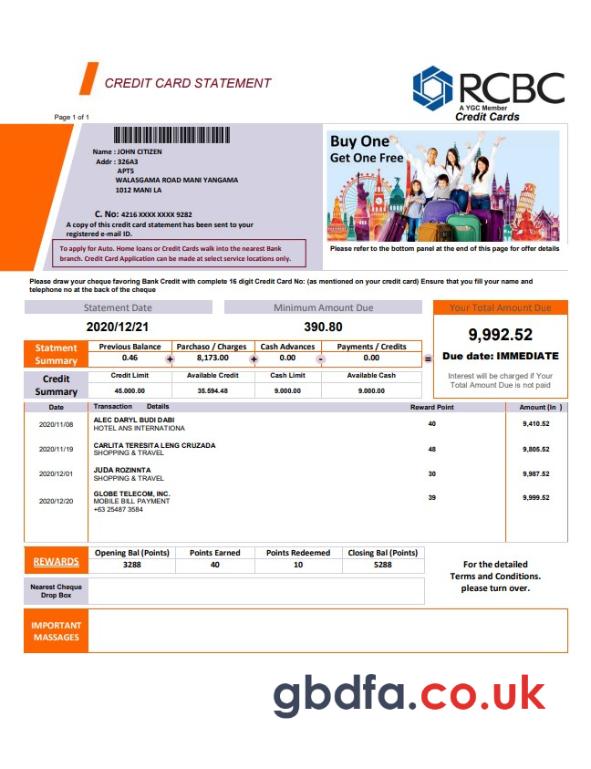 CREDIT CARD STATEMENT
RCBC
A YGC Member
Credit Cards
Page 1 of 1
Name : JOHN CITIZEN
Addr : 326A3
APTS
WALASGAMA ROAD MANI YANGAMA
1012 MANI LA
C. No: 4216 XXXX XXXX 9282
A copy of this credit card statement has been sent to your
registered e-mail ID.
To apply for Auto. Home loans or Credit Cards walk into the nearest Bank
branch. Credit Card Application can be made at select service locations only.
Buy One
Get One Free
Please refer to the bottom panel at the end of this page for offer details
Please draw your cheque favoring Bank Credit with complete 16 digit Credit Card No: (as mentioned on your credit card) Ensure that you fill your name and
telephone no at the back of the cheque
Statement Date Minimum Amount Due Your Total Amount Due
2020/12/21 390.80 9,992.52
Due date: IMMEDIATE
Interest will be charged if Your
Total Amount Due is not paid
Statment
Summary
Previous Balance Parchaso / Charges Cash Advances Payments / Credits
0.46 + 8,173.00 + 0.00 - 0.00 =
Credit
Summary
Credit Limit Available Credit Cash Limit Available Cash
45.000.00 35.594.48 9.000.00 9.000.00
Date Transaction Details Reward Point Amount (In )
2020/11/08 ALEC DARYL BUDI DABI 40 9,410.52
HOTEL ANS INTERNATIONA
2020/11/19 CARLITA TERESITA LENG CRUZADA 48 9,805.52
SHOPPING & TRAVEL
2020/12/01 JUDA ROZINNTA 30 9,987.52
SHOPPING & TRAVEL
2020/12/20 GLOBE TELECOM, INC. 39 9,999.52
MOBILE BILL PAYMENT
+63 25487 3584
REWARDS
Opening Bal (Points) Points Earned Points Redeemed Closing Bal (Points)
3288 40 10 5288
For the detailed
Terms and Conditions.
please turn over.
Nearest Cheque
Drop Box
IMPORTANT
MASSAGES
gbdfa.co.uk